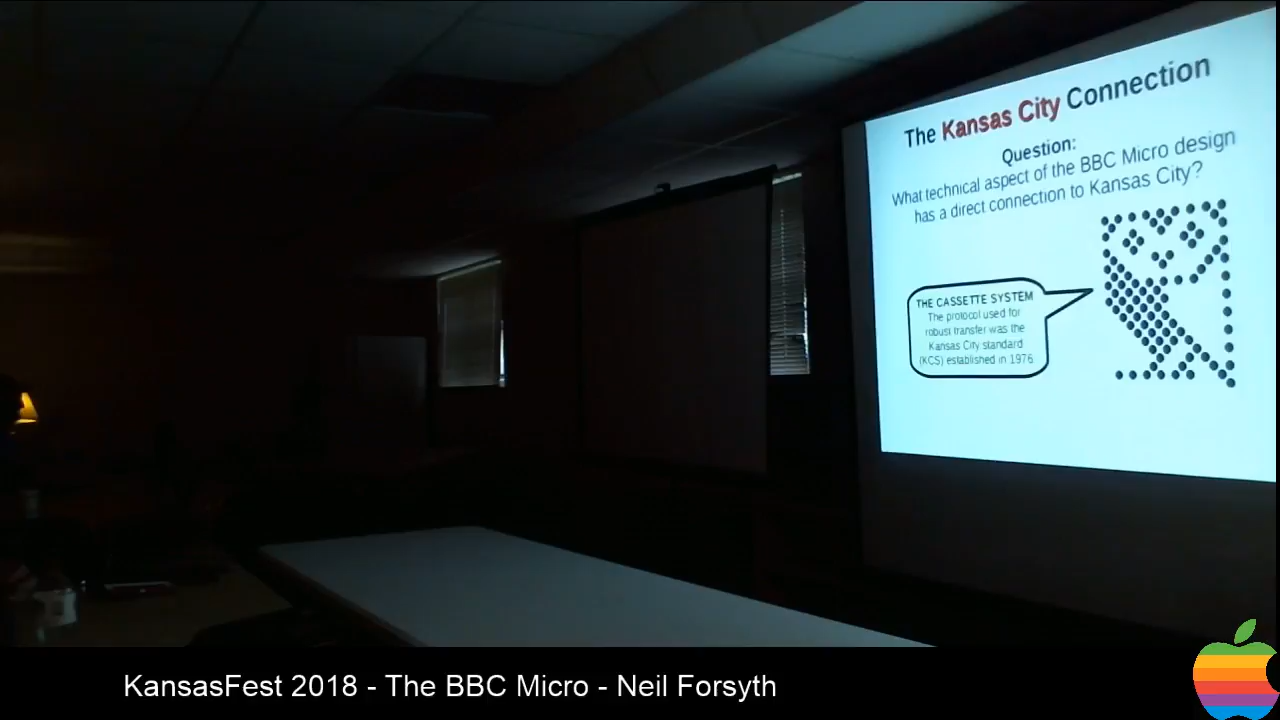 The Kansas City Connection
Question:
What technical aspect of the BBC Micro design
has a direct connection to Kansas City?
THE CASSETTE SYSTEM
The protocol used for
robust transfer was the
Kansas City standard
(KCS) established in 1976
KansasFest 2018 - The BBC Micro - Neil Forsyth